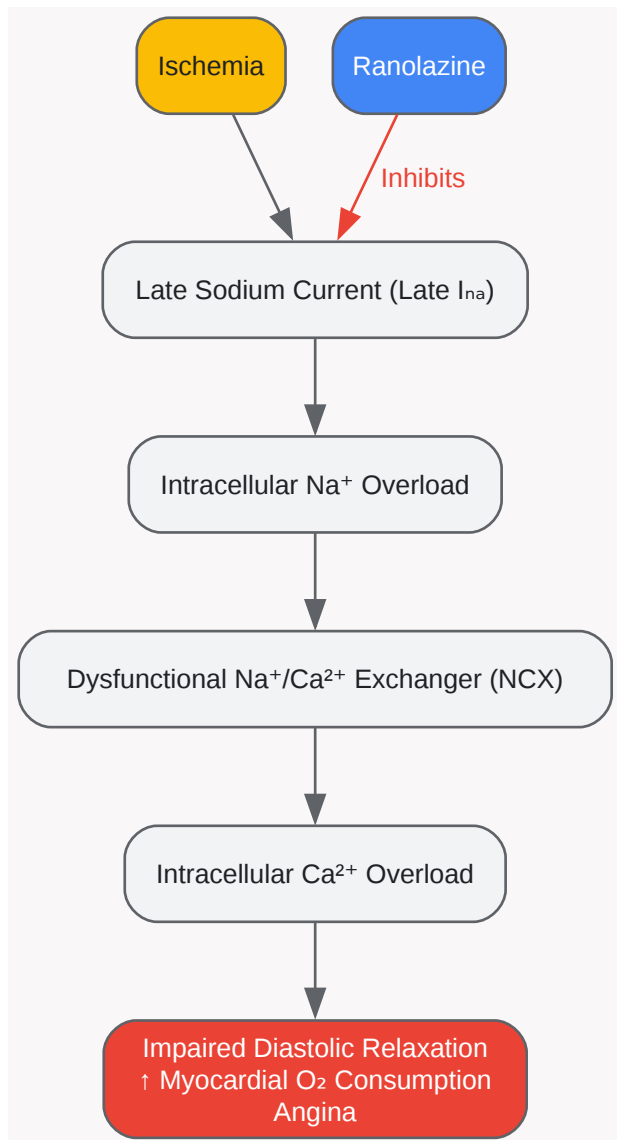 Ischemia
Ranolazine
Inhibits
Late Sodium Current (Late Iₙₐ)
Intracellular Na⁺ Overload
Dysfunctional Na⁺/Ca²⁺ Exchanger (NCX)
Intracellular Ca²⁺ Overload
Impaired Diastolic Relaxation
↑ Myocardial O₂ Consumption
Angina